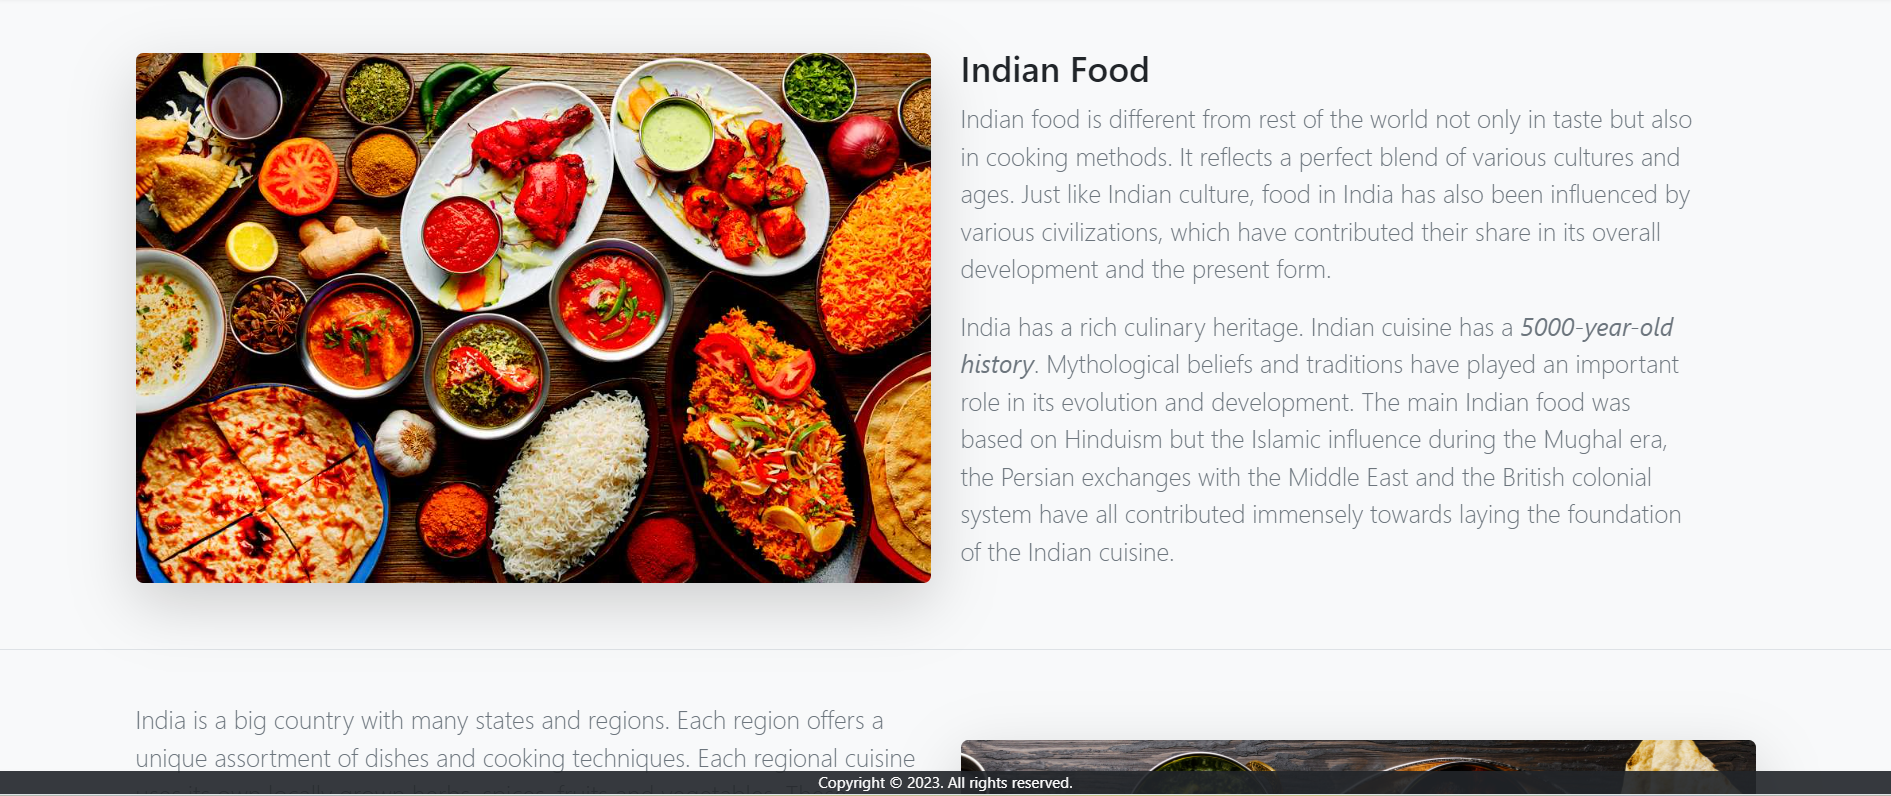 Indian Food
Indian food is different from rest of the world not only in taste but also
in cooking methods. It reflects a perfect blend of various cultures and
ages. Just like Indian culture, food in India has also been influenced by
various civilizations, which have contributed their share in its overall
development and the present form.
India has a rich culinary heritage. Indian cuisine has a 5000-year-old
history. Mythological beliefs and traditions have played an important
role in its evolution and development. The main Indian food was
based on Hinduism but the Islamic influence during the Mughal era,
the Persian exchanges with the Middle East and the British colonial
system have all contributed immensely towards laying the foundation
of the Indian cuisine.
India is a big country with many states and regions. Each region offers a
unique assortment of dishes and cooking techniques. Each regional cuisine
Copyright © 2023. All rights reserved.